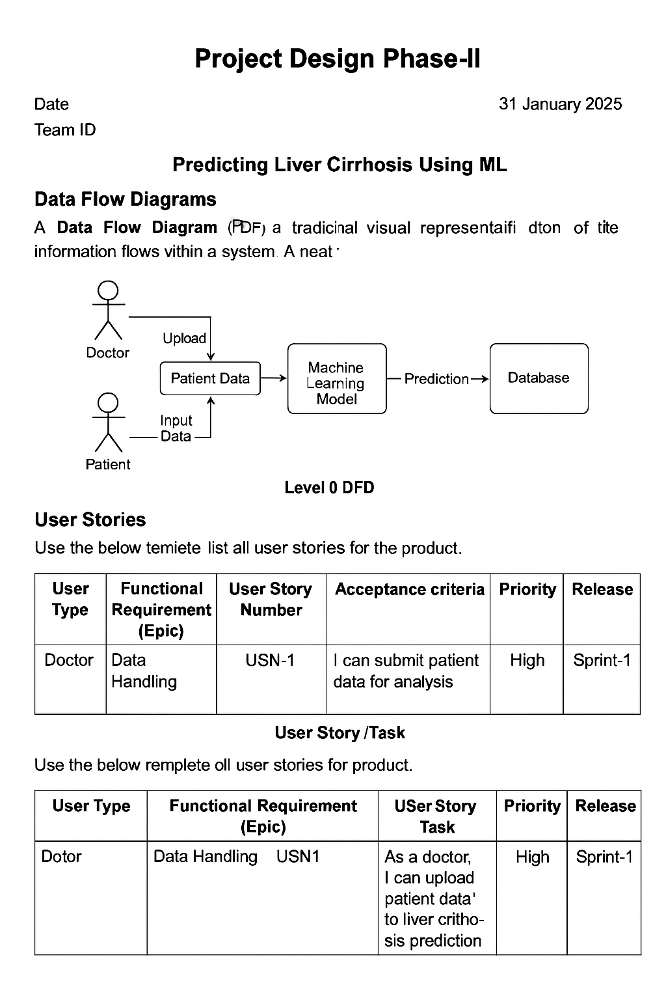 Project Design Phase-II
Date 31 January 2025
Team ID
Predicting Liver Cirrhosis Using ML
Data Flow Diagrams
A Data Flow Diagram (PDF) a tradicinal visual representaifi dton of tite
information flows vithin a system. A neat
Doctor
Upload
Patient Data
Machine
Learning
Model
Prediction
Database
Input
Data
Patient
Level 0 DFD
User Stories
Use the below temiete list all user stories for the product.
User Type Functional Requirement (Epic) User Story Number Acceptance criteria Priority Release
Doctor Data Handling USN-1 I can submit patient data for analysis High Sprint-1
User Story /Task
Use the below remplete oll user stories for product.
User Type Functional Requirement (Epic) USer Story Task Priority Release
Dotor Data Handling USN1 As a doctor, High Sprint-1
I can upload
patient data'
to liver critho-
sis prediction